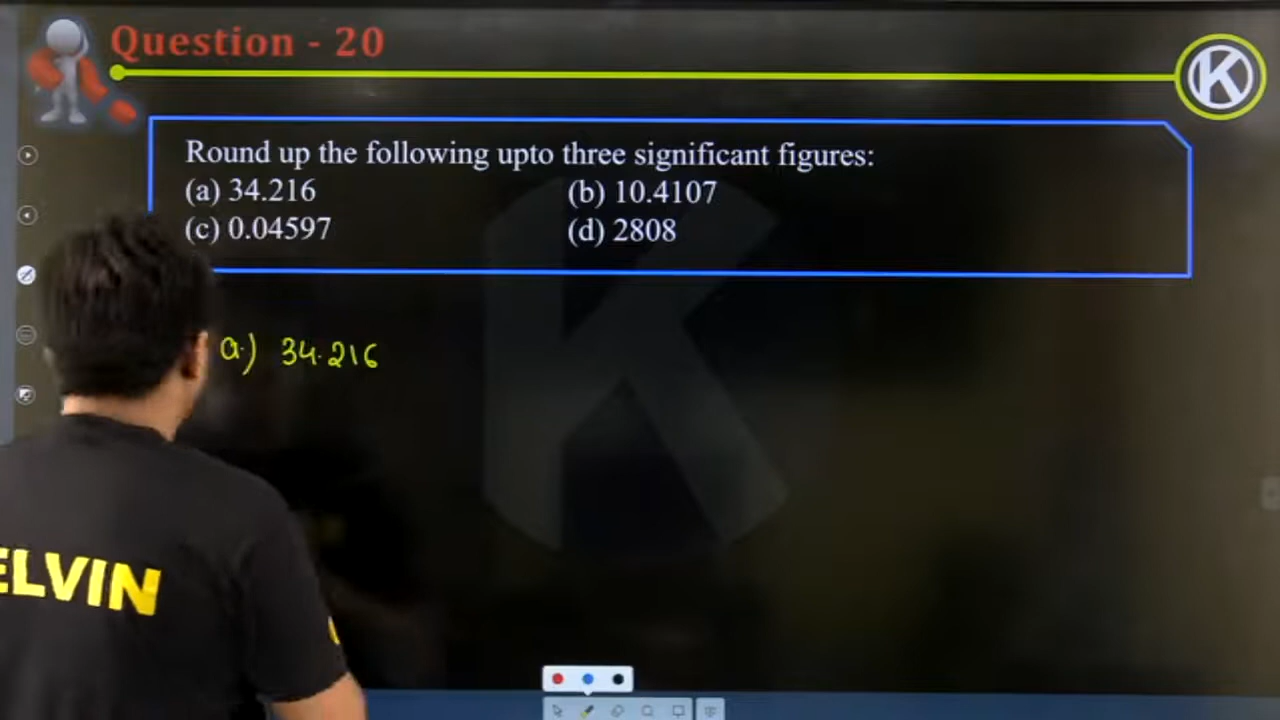 Question - 20
Round up the following upto three significant figures:
(a) 34.216 (b) 10.4107
(c) 0.04597 (d) 2808
a.) 34.216
ELVIN
K